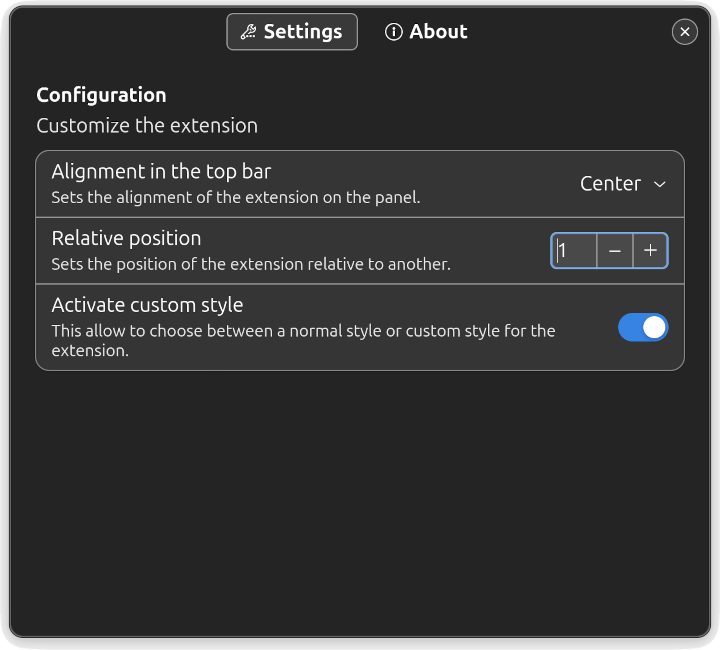 Settings
About
Configuration
Customize the extension
Alignment in the top bar
Sets the alignment of the extension on the panel.
Center
Relative position
Sets the position of the extension relative to another.
1
Activate custom style
This allow to choose between a normal style or custom style for the
extension.